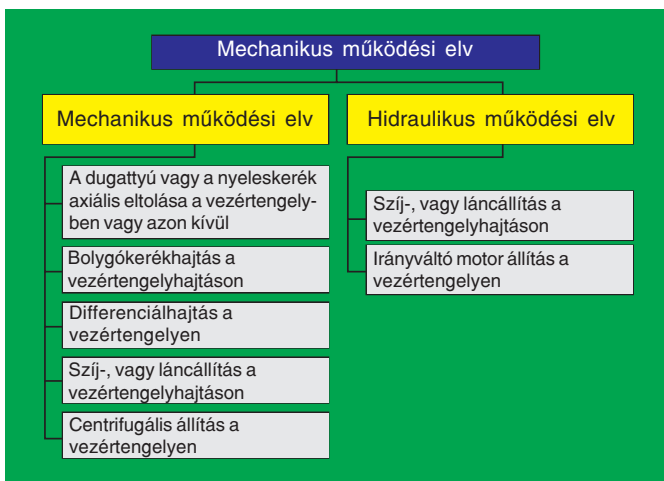 Mechanikus működési elv
Mechanikus működési elv
A dugattyú vagy a nyeleskerék
axiális eltolása a vezértengely-
ben vagy azon kívül
Bolygókerékhajtás a
vezértengelyhajtáson
Differenciálhajtás a
vezértengelyen
Szíj-, vagy láncállítás a
vezértengelyhajtáson
Centrifugális állítás a
vezértengelyen
Hidraulikus működési elv
Szíj-, vagy láncállítás a
vezértengelyhajtáson
Irányváltó motor állítás a
vezértengelyen